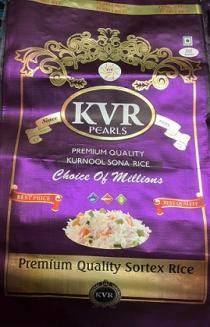 KVR
PEARLS
PREMIUM QUALITY
KURNOOL SONA RICE
Choice Of Millions
BEST PRICE
BEST QUALITY
Premium Quality Sortex Rice
KVR